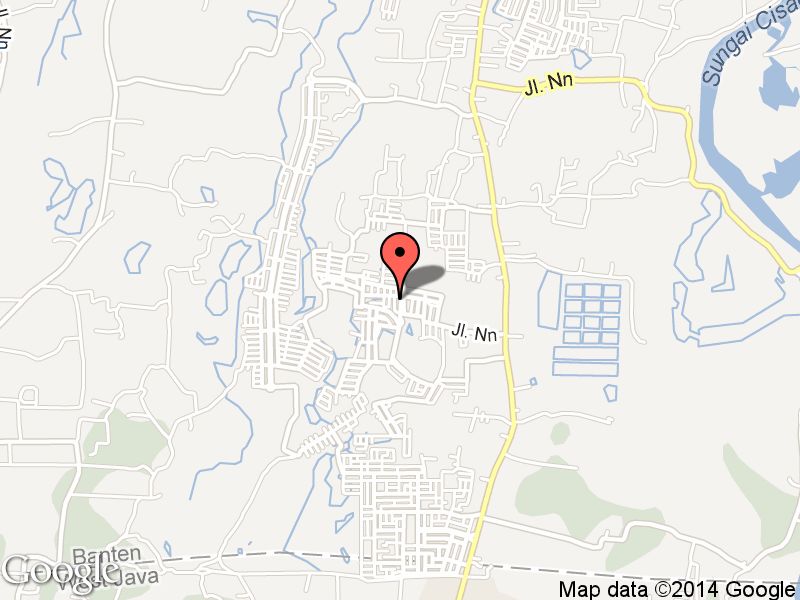 Jl. Nn
Sungai Cisa
Jl. Nn
Jl. Nn
Banten
West Java
Google
Map data ©2014 Google